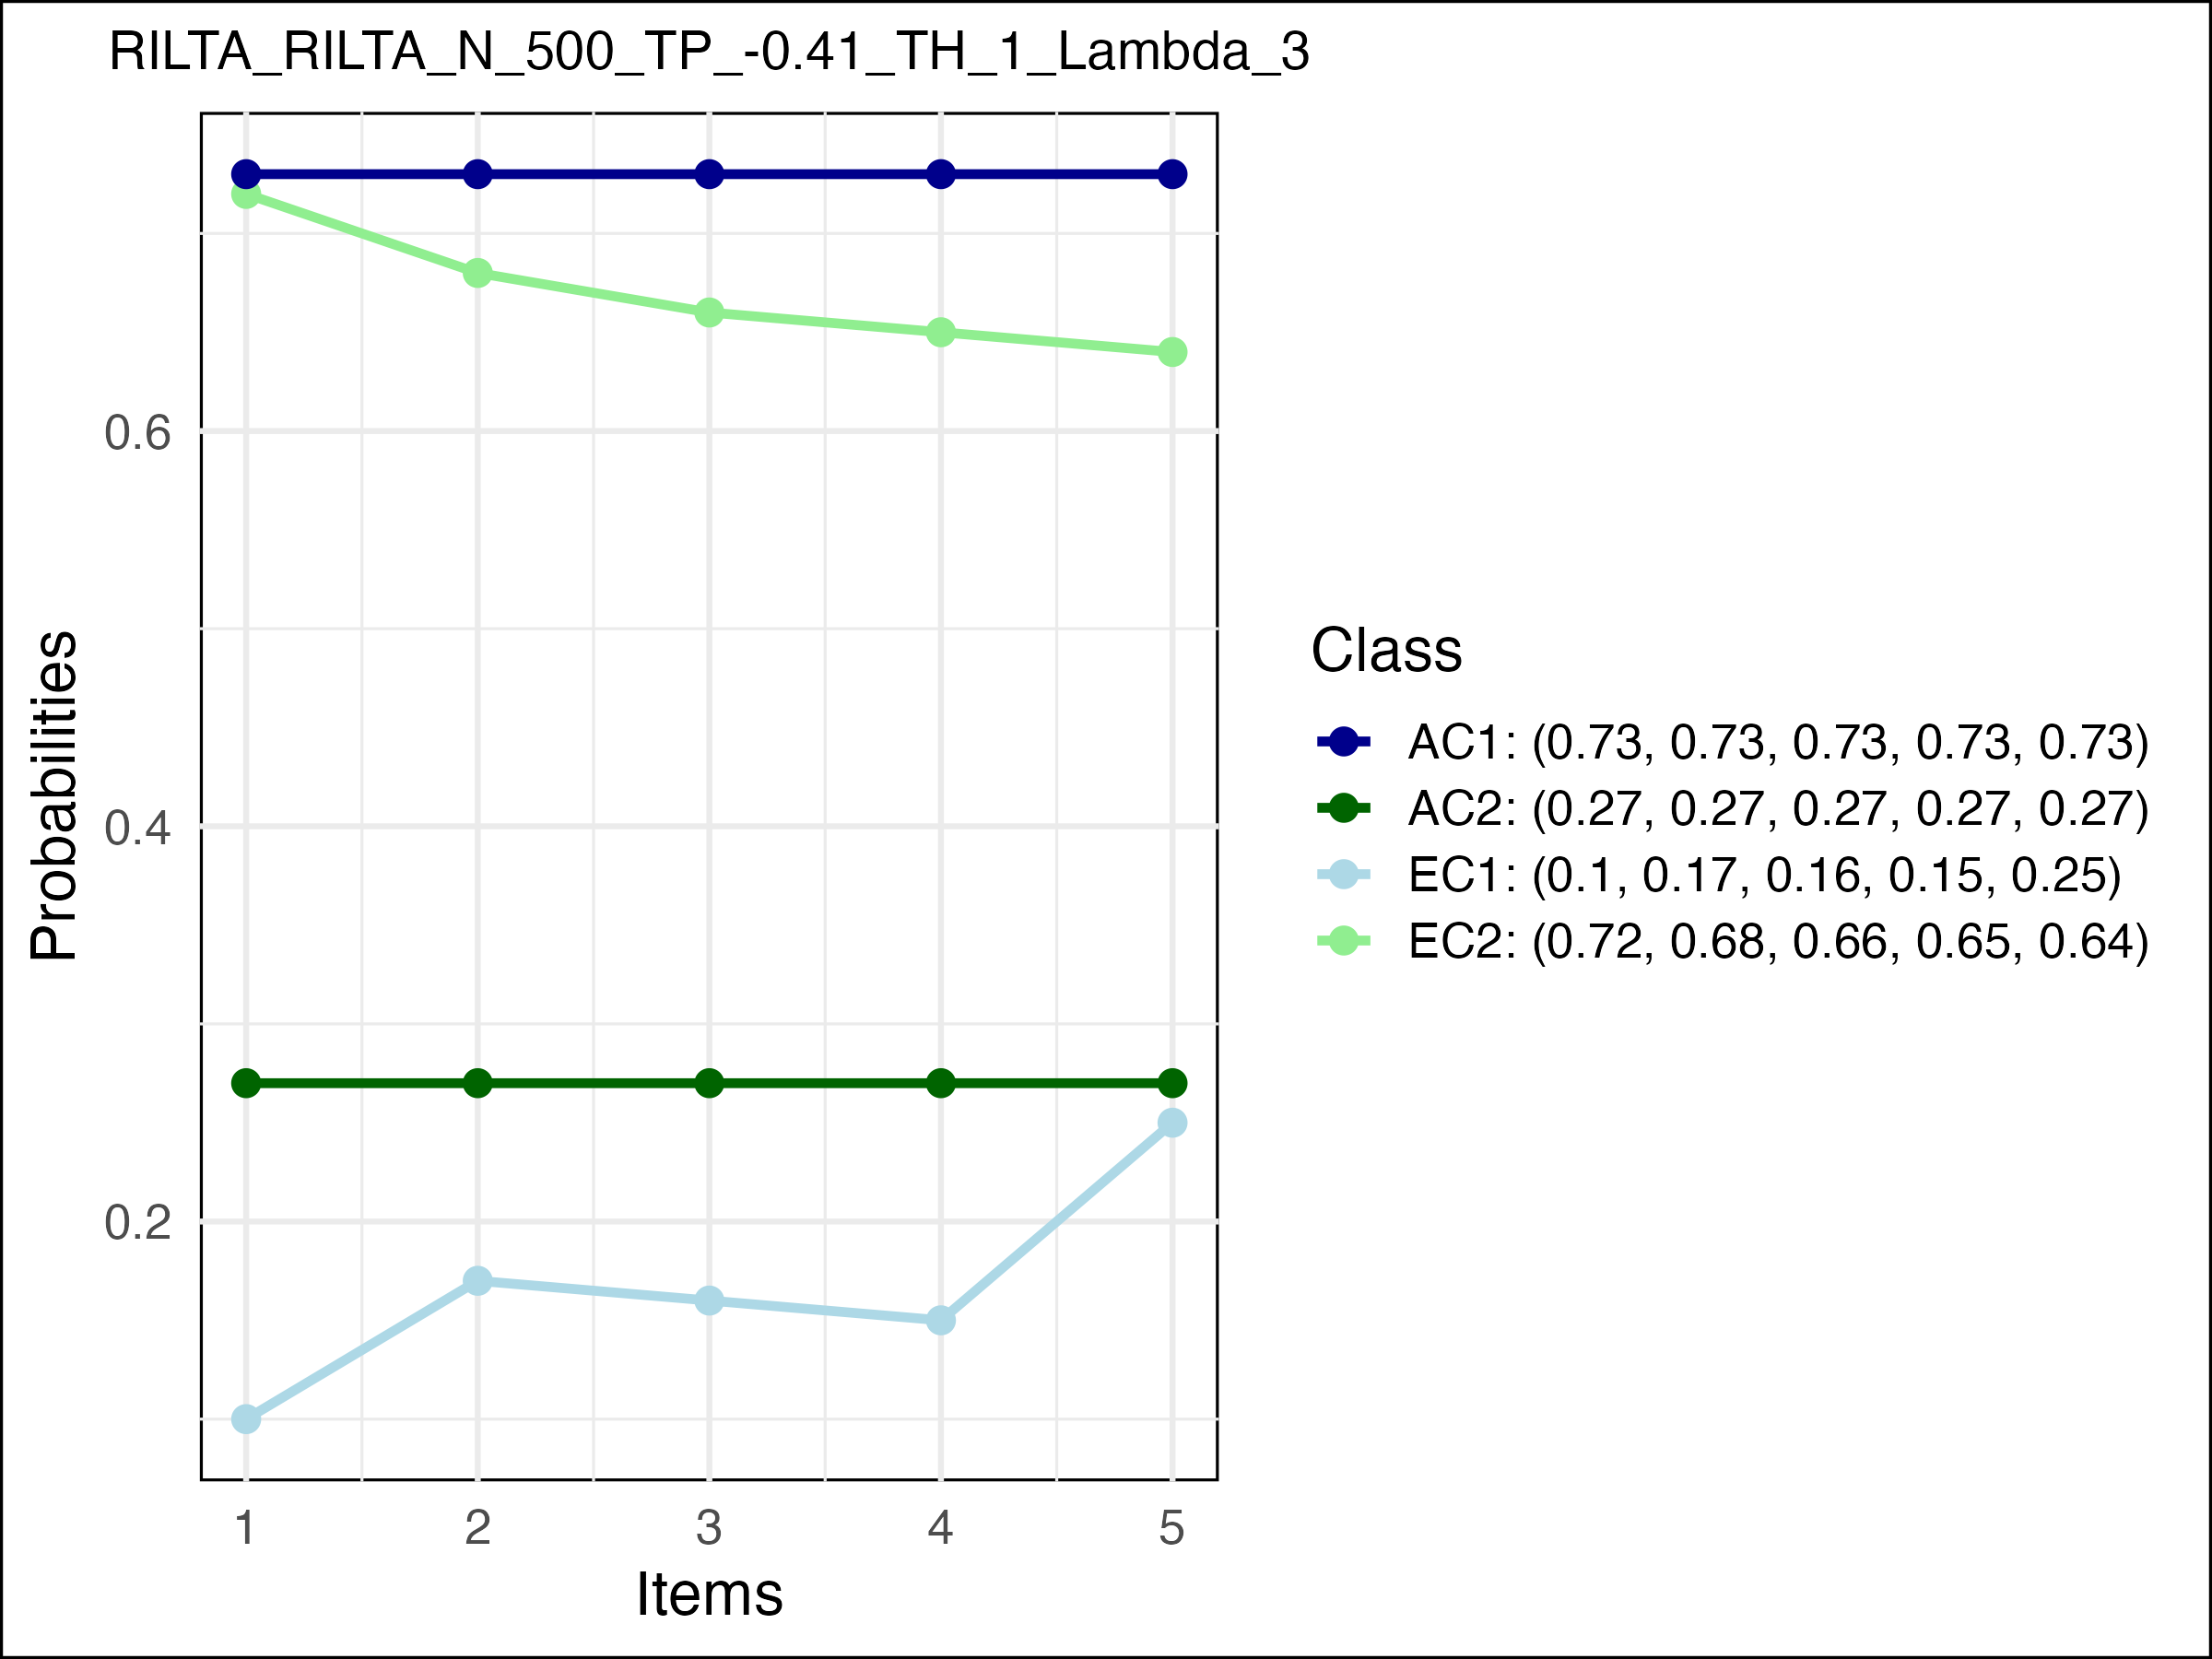 RILTA_RILTA_N_500_TP_-0.41_TH_1_Lambda_3
Probabilities
0.6
0.4
0.2
1 2 3 4 5
Items
Class
AC1: (0.73, 0.73, 0.73, 0.73, 0.73)
AC2: (0.27, 0.27, 0.27, 0.27, 0.27)
EC1: (0.1, 0.17, 0.16, 0.15, 0.25)
EC2: (0.72, 0.68, 0.66, 0.65, 0.64)